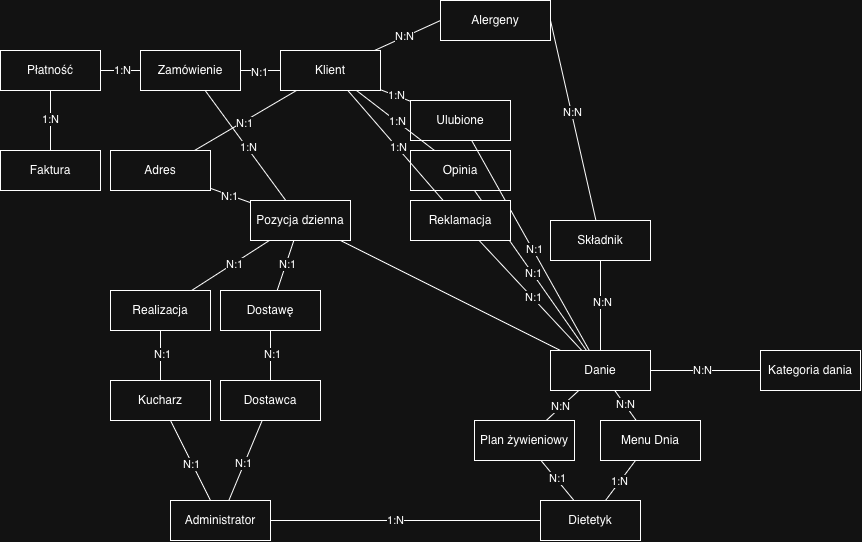 Alergeny
N:N
Płatność
1:N
Zamówienie
N:1
Klient
1:N
Ulubione
N:N
1:N
N:1
1:N
1:N
1:N
Faktura
Adres
Opinia
N:1
Pozycja dzienna
Reklamacja
Składnik
N:1
N:1
N:1
N:1
N:1
N:N
Realizacja
Dostawę
N:1
N:1
N:1
Danie
N:N
Kategoria dania
Kucharz
Dostawca
N:N
N:N
Plan żywieniowy
Menu Dnia
N:1
N:1
N:1
1:N
Administrator
1:N
Dietetyk